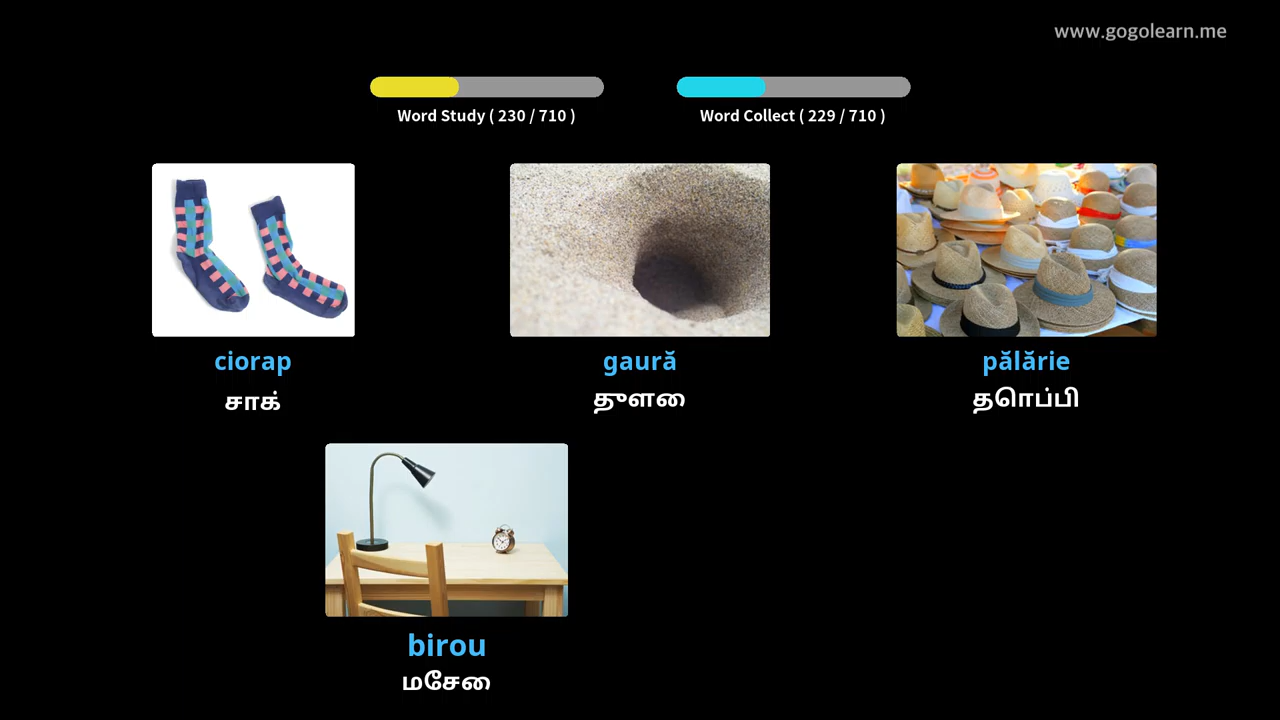 www.gogolearn.me
Word Study ( 230 / 710 )
Word Collect ( 229 / 710 )
ciorap
gaură
pălărie
சாக்
துளை
தொப்பி
birou
மேசை